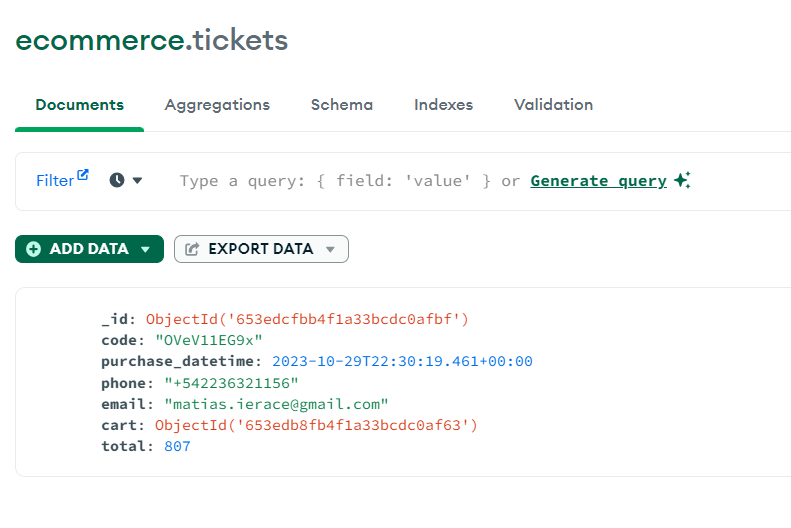 ecommerce.tickets
Documents Aggregations Schema Indexes Validation
Filter Type a query: { field: 'value' } or Generate query
ADD DATA EXPORT DATA
_id: ObjectId('653edcfbb4f1a33bcdc0afbf')
code: "OVeV11EG9x"
purchase_datetime: 2023-10-29T22:30:19.461+00:00
phone: "+542236321156"
email: "matias.ierace@gmail.com"
cart: ObjectId('653edb8fb4f1a33bcdc0af63')
total: 807